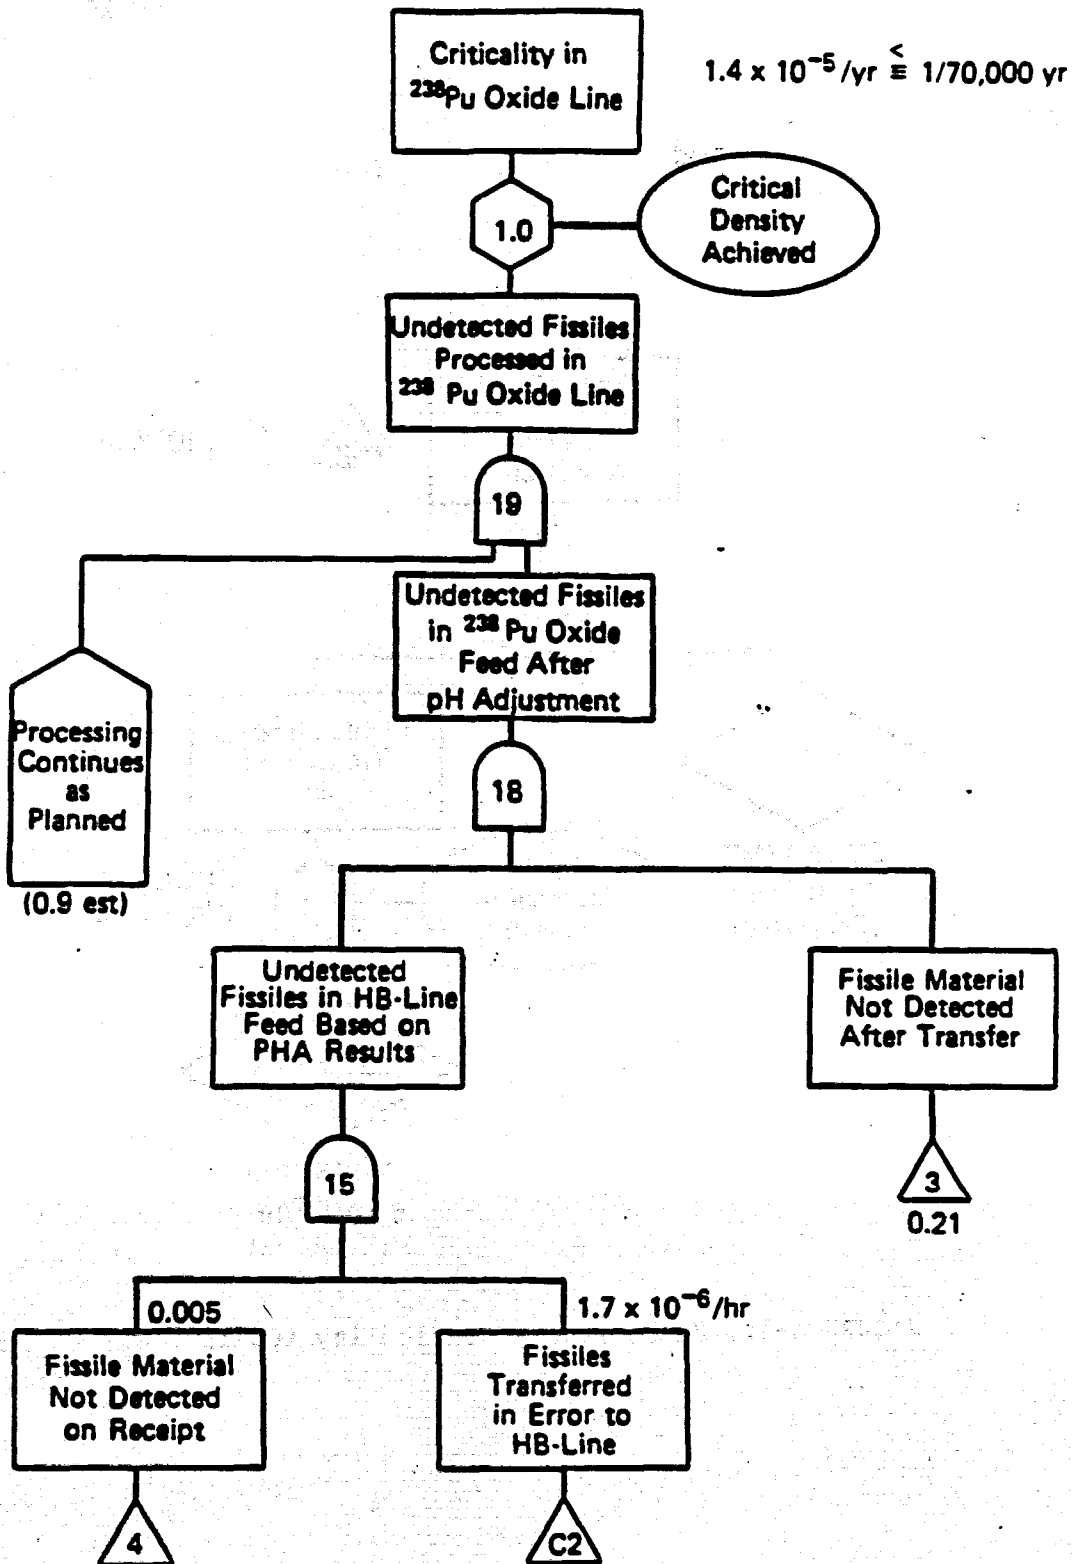 Criticality in
²³⁸Pu Oxide Line
1.4 x 10⁻⁵/yr ≦ 1/70,000 yr
1.0
Critical
Density
Achieved
Undetected Fissiles
Processed in
²³⁸ Pu Oxide Line
19
Undetected Fissiles
in ²³⁸ Pu Oxide
Feed After
pH Adjustment
Processing
Continues
as
Planned
(0.9 est)
18
Undetected
Fissiles in HB-Line
Feed Based on
PHA Results
Fissile Material
Not Detected
After Transfer
15
3
0.21
0.005
1.7 x 10⁻⁶/hr
Fissile Material
Not Detected
on Receipt
Fissiles
Transferred
in Error to
HB-Line
4
C2